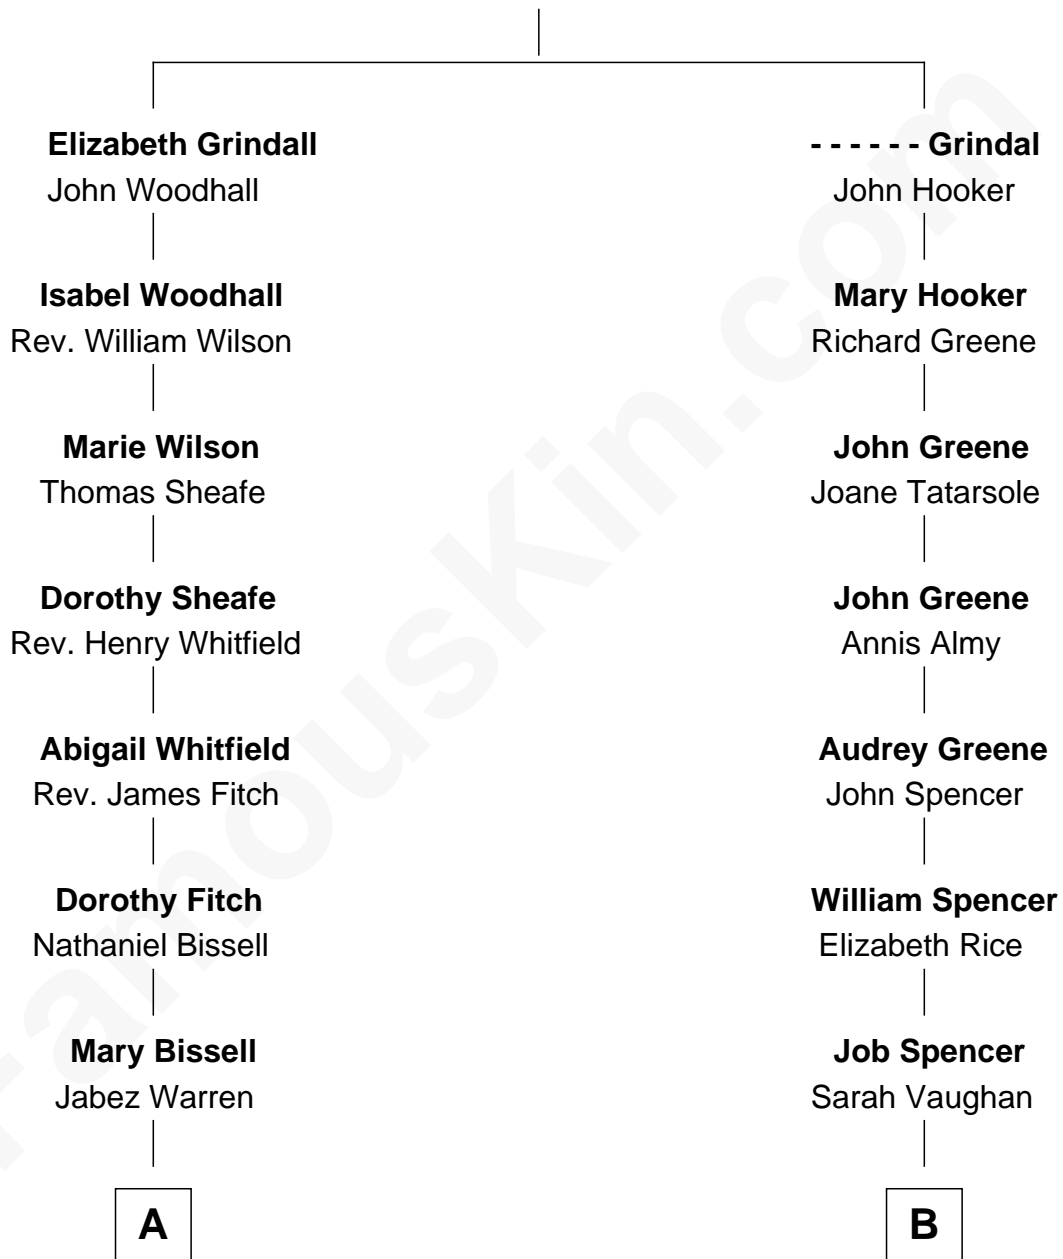 Elizabeth Grindall
John Woodhall
Isabel Woodhall
Rev. William Wilson
Marie Wilson
Thomas Sheafe
Dorothy Sheafe
Rev. Henry Whitfield
Abigail Whitfield
Rev. James Fitch
Dorothy Fitch
Nathaniel Bissell
Mary Bissell
Jabez Warren
A
- - - - - - Grindal
John Hooker
Mary Hooker
Richard Greene
John Greene
Joane Tatarsole
John Greene
Annis Almy
Audrey Greene
John Spencer
William Spencer
Elizabeth Rice
Job Spencer
Sarah Vaughan
B
FamousKin.com